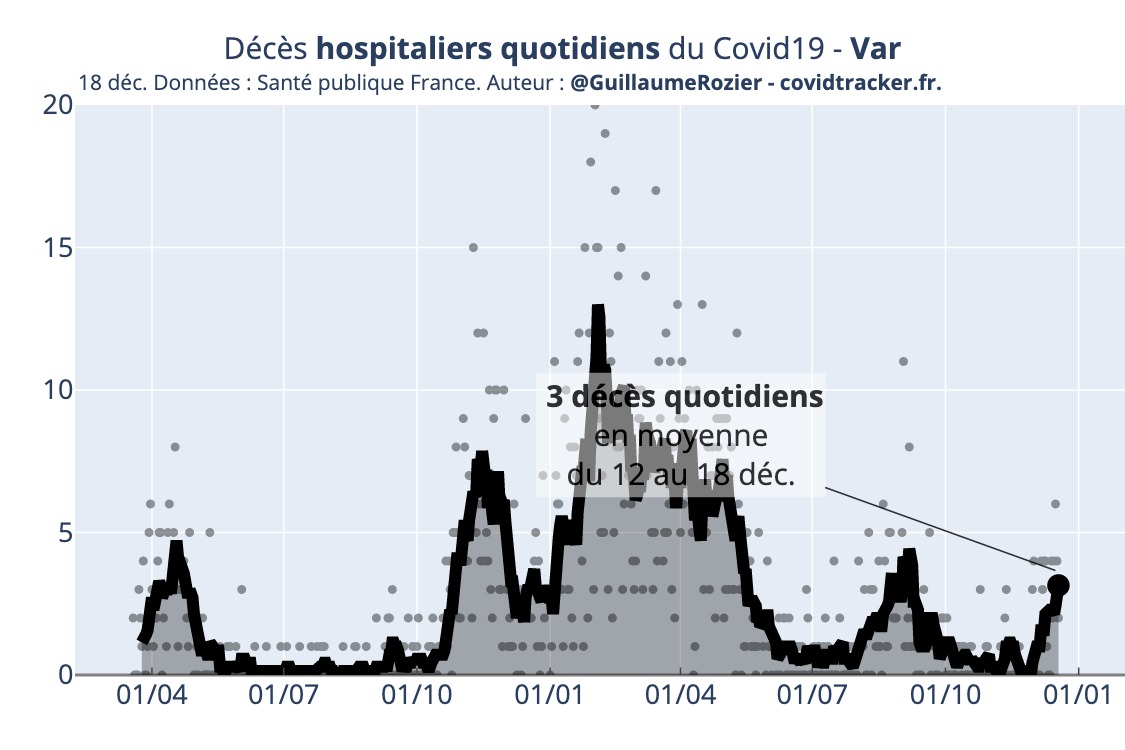 Décès hospitaliers quotidiens du Covid19 - Var
18 déc. Données : Santé publique France. Auteur : @GuillaumeRozier - covidtracker.fr.
20
15
10
5
0
3 décès quotidiens
en moyenne
du 12 au 18 déc.
01/04 01/07 01/10 01/01 01/04 01/07 01/10 01/01